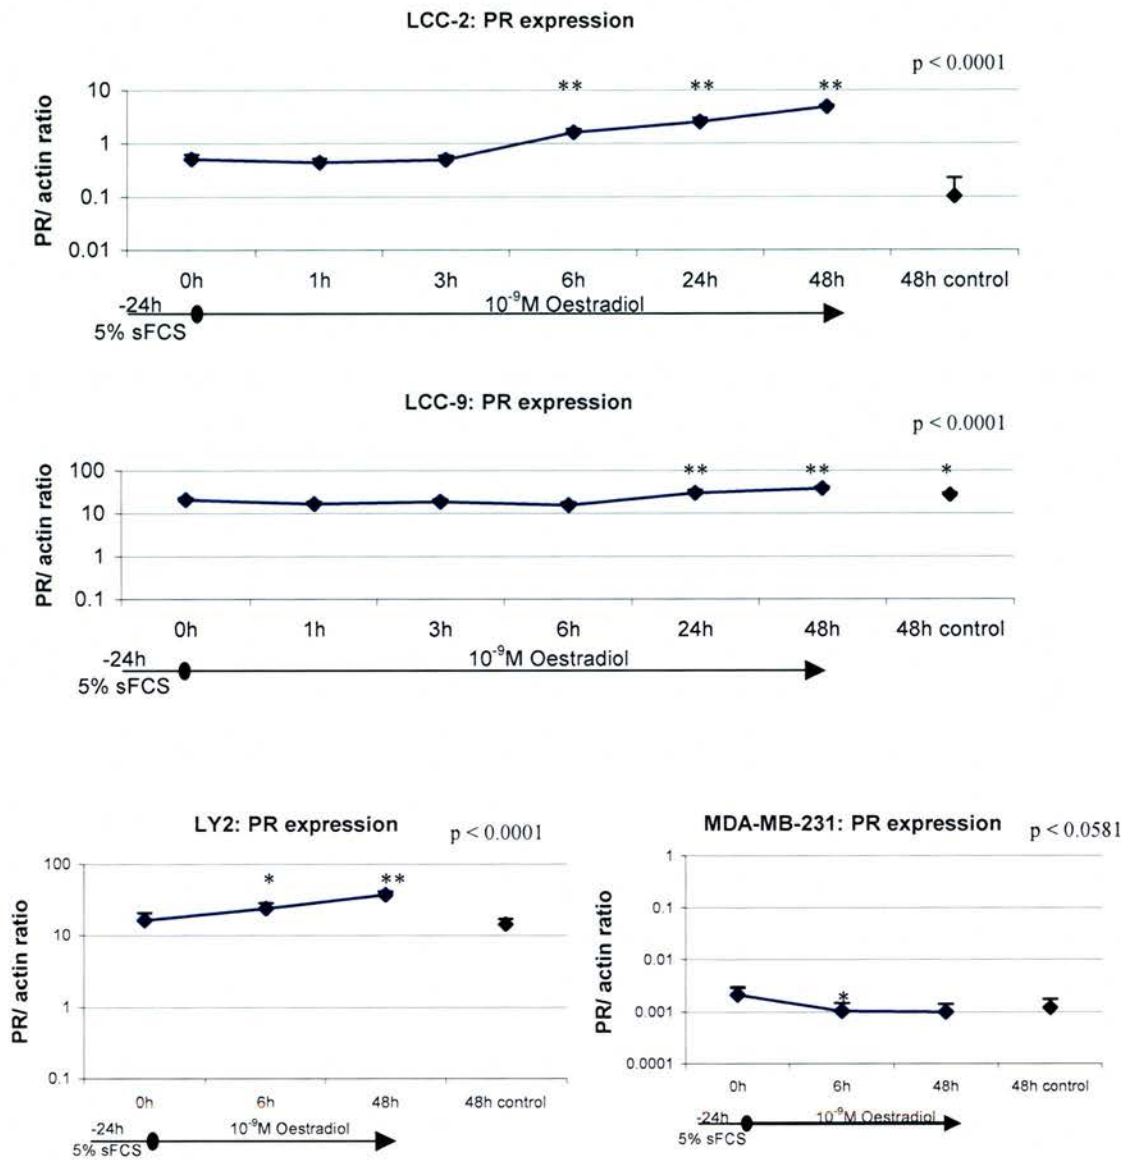 LCC-2: PR expression
p < 0.0001
PR/ actin ratio
10
1
0.1
0.01
** ** **
0h 1h 3h 6h 24h 48h 48h control
-24h 10⁻⁹M Oestradiol
5% sFCS
LCC-9: PR expression
p < 0.0001
PR/ actin ratio
100
10
1
0.1
** ** *
0h 1h 3h 6h 24h 48h 48h control
-24h 10⁻⁹M Oestradiol
5% sFCS
LY2: PR expression
p < 0.0001
PR/ actin ratio
100
10
1
0.1
* **
0h 6h 48h 48h control
-24h 10⁻⁹M Oestradiol
5% sFCS
MDA-MB-231: PR expression
p < 0.0581
PR/ actin ratio
1
0.1
0.01
0.001
0.0001
*
0h 6h 48h 48h control
-24h 10⁻⁹M Oestradiol
5% sFCS